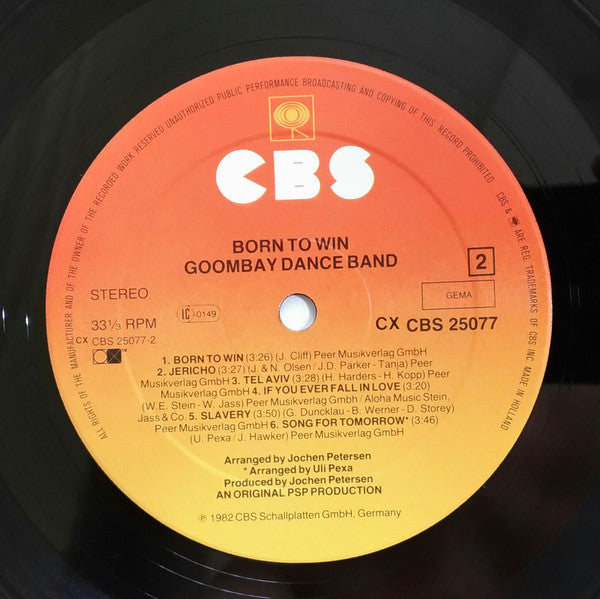 ALL RIGHTS OF THE MANUFACTURER AND OF THE OWNER OF THE RECORDED WORK RESERVED UNAUTHORIZED PUBLIC PERFORMANCE BROADCASTING AND COPYING OF THIS RECORD PROHIBITED CBS & ARE REG. TRADEMARKS OF CBS INC. MADE IN HOLLAND
CBS
BORN TO WIN
GOOMBAY DANCE BAND
2
STEREO
LC 0149
GEMA
33⅓ RPM
CX CBS 25077
CX CBS 25077-2
1. BORN TO WIN (3:26) (J. Cliff) Peer Musikverlag GmbH
2. JERICHO (3:27) (J. & N. Olsen / J.D. Parker - Tanja) Peer
Musikverlag GmbH 3. TEL AVIV (3:28) (H. Harders - H. Kopp) Peer
Musikverlag GmbH 4. IF YOU EVER FALL IN LOVE (3:20)
(W.E. Stein - W. Jass) Peer Musikverlag GmbH / Aloha Music Stein,
Jass & Co. 5. SLAVERY (3:50) (G. Duncklau - B. Werner - D. Storey)
Peer Musikverlag GmbH 6. SONG FOR TOMORROW* (3:46)
(U. Pexa / J. Hawker) Peer Musikverlag GmbH
Arranged by Jochen Petersen
* Arranged by Uli Pexa
Produced by Jochen Petersen
AN ORIGINAL PSP PRODUCTION
℗ 1982 CBS Schallplatten GmbH, Germany